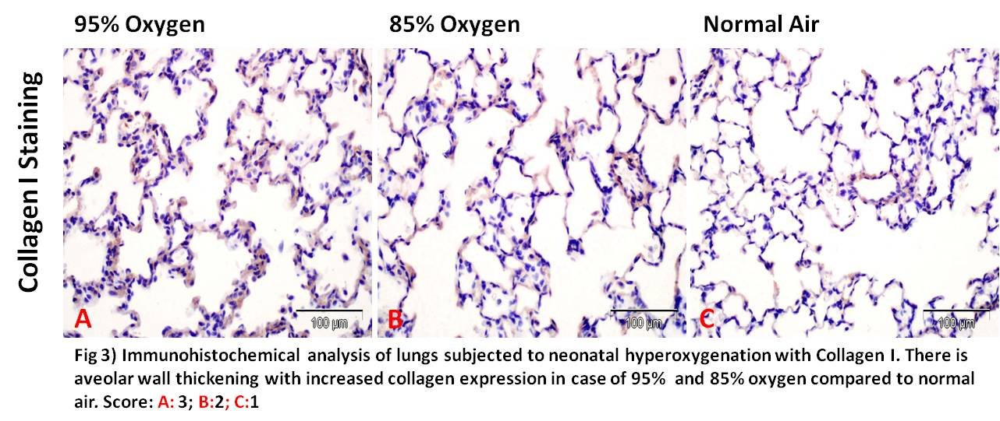 95% Oxygen
85% Oxygen
Normal Air
Collagen I Staining
A
100 µm
B
100 µm
C
100 µm
Fig 3) Immunohistochemical analysis of lungs subjected to neonatal hyperoxygenation with Collagen I. There is
aveolar wall thickening with increased collagen expression in case of 95% and 85% oxygen compared to normal
air. Score: A: 3; B:2; C:1